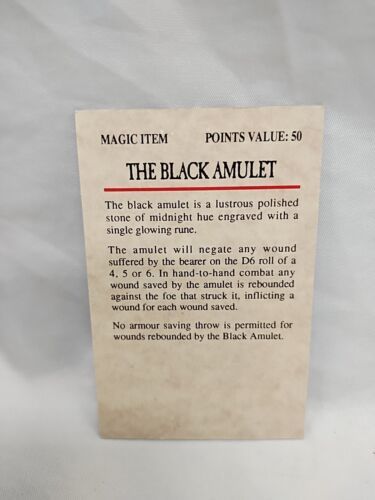 MAGIC ITEM POINTS VALUE: 50
THE BLACK AMULET
The black amulet is a lustrous polished
stone of midnight hue engraved with a
single glowing rune.
The amulet will negate any wound
suffered by the bearer on the D6 roll of a
4, 5 or 6. In hand-to-hand combat any
wound saved by the amulet is rebounded
against the foe that struck it, inflicting a
wound for each wound saved.
No armour saving throw is permitted for
wounds rebounded by the Black Amulet.